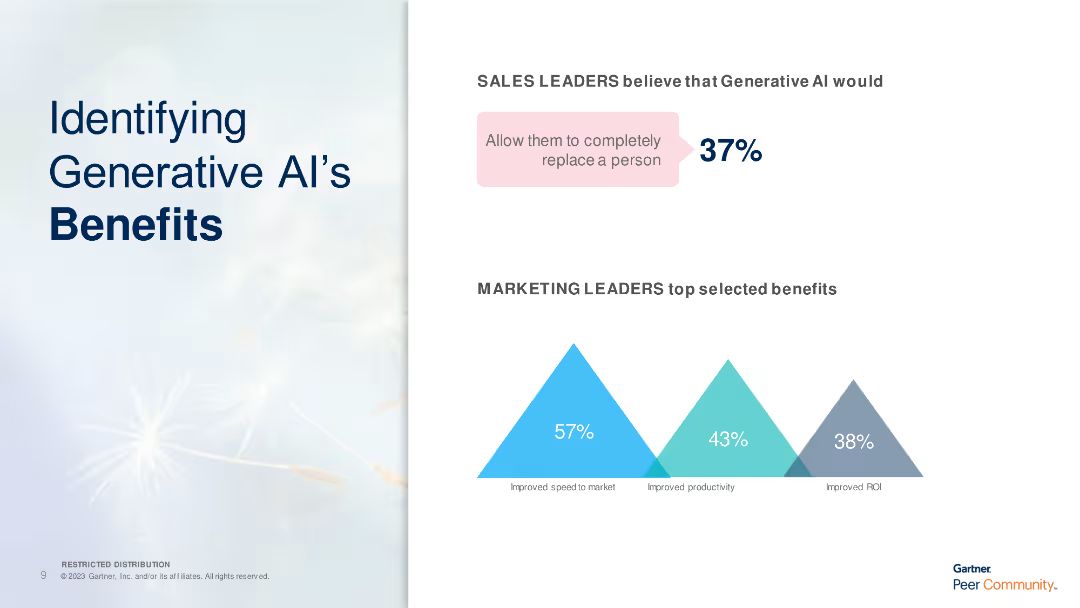 Identifying
Generative AI’s
Benefits
SALES LEADERS believe that Generative AI would
Allow them to completely
replace a person
37%
MARKETING LEADERS top selected benefits
57%
43%
38%
Improved speed to market
Improved productivity
Improved ROI
RESTRICTED DISTRIBUTION
9 © 2023 Gartner, Inc. and/or its affiliates. All rights reserved.
Gartner
Peer Community™